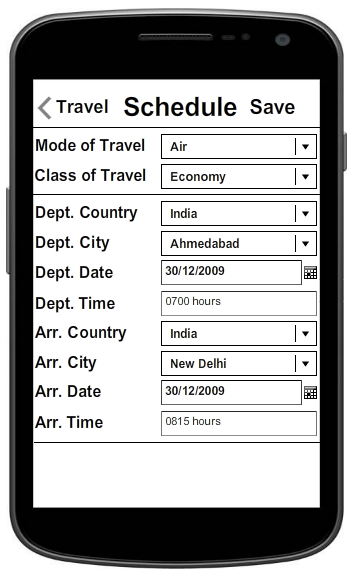 Travel Schedule Save
Mode of Travel Air
Class of Travel Economy
Dept. Country India
Dept. City Ahmedabad
Dept. Date 30/12/2009
Dept. Time 0700 hours
Arr. Country India
Arr. City New Delhi
Arr. Date 30/12/2009
Arr. Time 0815 hours